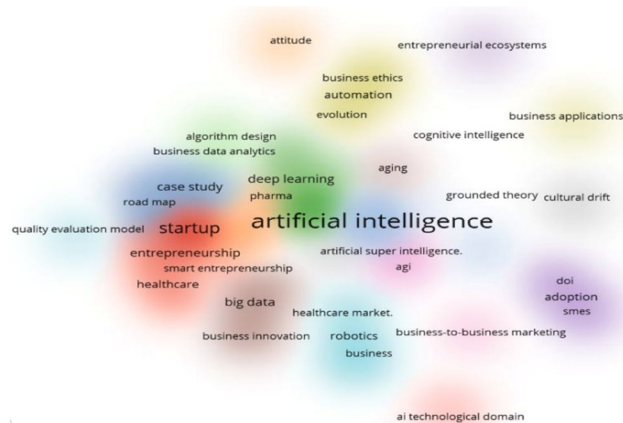 attitude
entrepreneurial ecosystems
business ethics
automation
evolution
business applications
cognitive intelligence
algorithm design
business data analytics
aging
deep learning
case study
pharma
road map
grounded theory
cultural drift
artificial intelligence
quality evaluation model
startup
entrepreneurship
artificial super intelligence.
smart entrepreneurship
agi
healthcare
doi
adoption
smes
big data
healthcare market.
business innovation
robotics
business-to-business marketing
business
ai technological domain